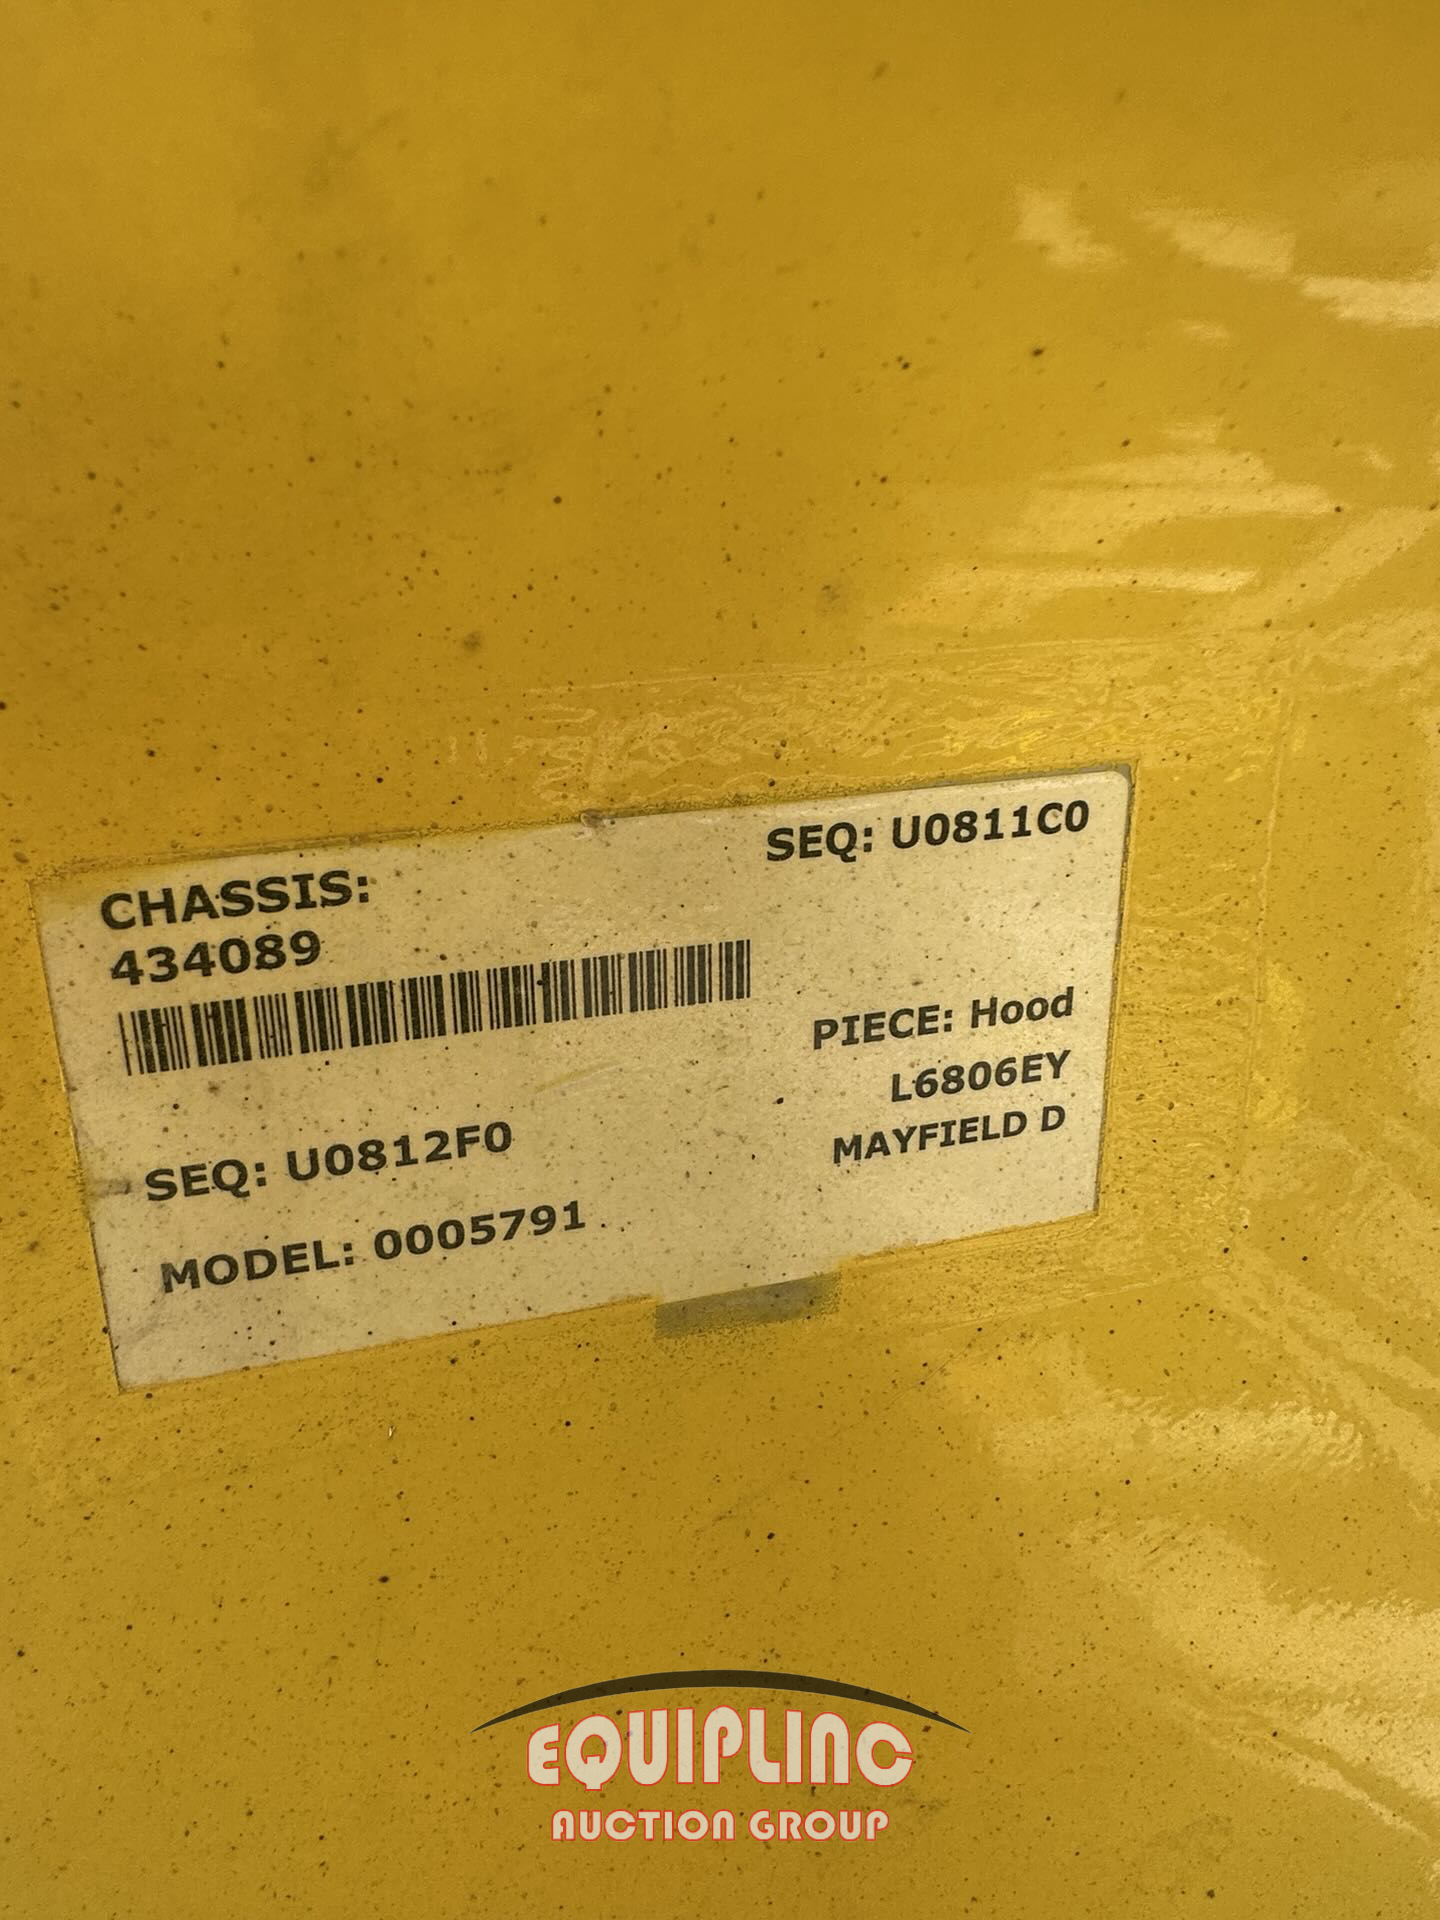 SEQ: U0811C0
CHASSIS:
434089
PIECE: Hood
L6806EY
MAYFIELD D
SEQ: U0812F0
MODEL: 0005791
EQUIPLINC
AUCTION GROUP